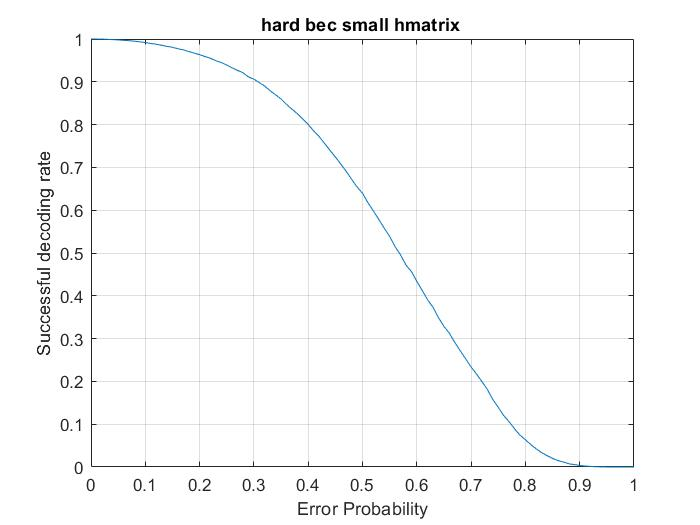 hard bec small hmatrix
1
0.9
0.8
0.7
0.6
0.5
0.4
0.3
0.2
0.1
0
Successful decoding rate
0 0.1 0.2 0.3 0.4 0.5 0.6 0.7 0.8 0.9 1
Error Probability